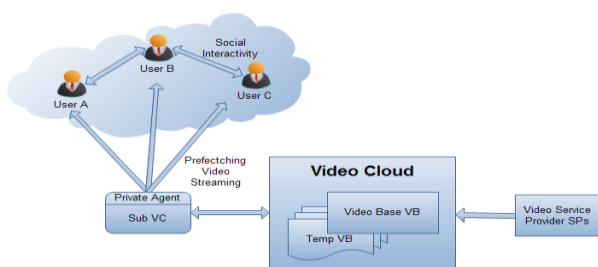 Social
Interactivity
User B
User A
User C
Prefectching
Video
Streaming
Private Agent
Sub VC
Video Cloud
Video Base VB
Temp VB
Video Service
Provider SPs